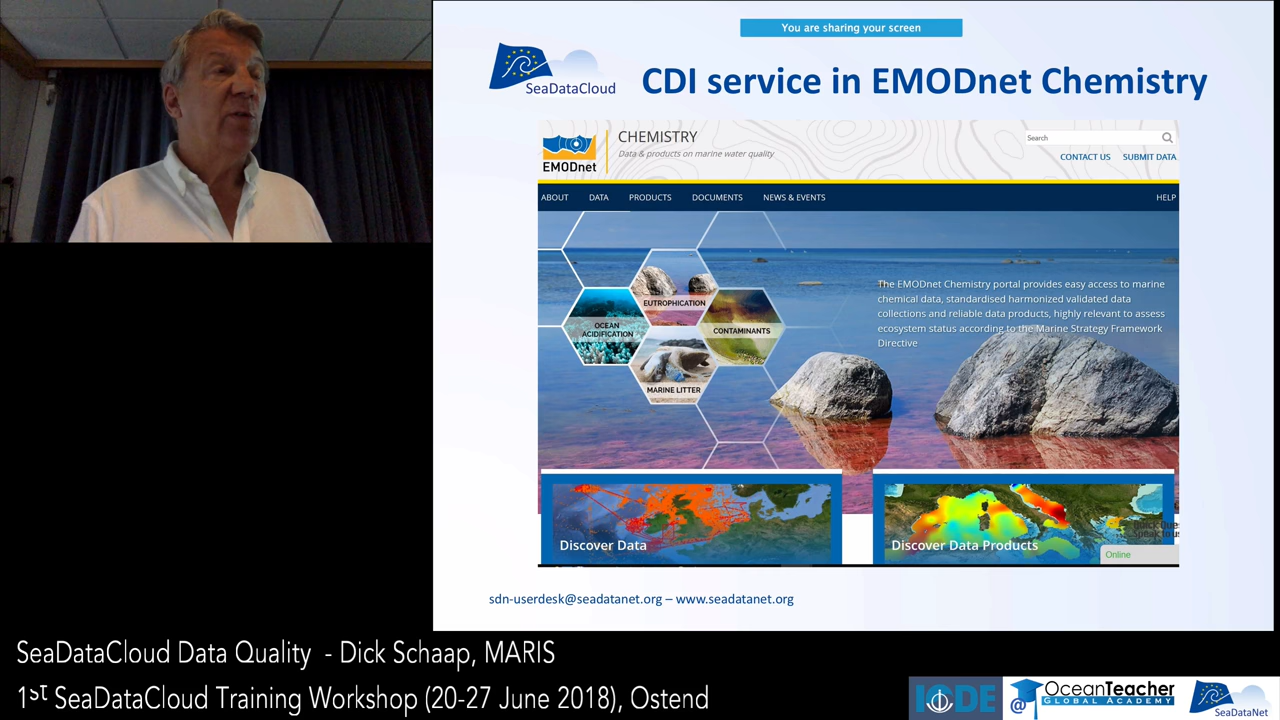 You are sharing your screen
SeaDataCloud
CDI service in EMODnet Chemistry
EMODnet
CHEMISTRY
Data & products on marine water quality
Search
CONTACT US SUBMIT DATA
ABOUT DATA PRODUCTS DOCUMENTS NEWS & EVENTS HELP
EUTROPHICATION
OCEAN
ACIDIFICATION
CONTAMINANTS
MARINE LITTER
The EMODnet Chemistry portal provides easy access to marine
chemical data, standardised harmonized validated data
collections and reliable data products, highly relevant to assess
ecosystem status according to the Marine Strategy Framework
Directive
Discover Data
Discover Data Products
Online
sdn-userdesk@seadatanet.org – www.seadatanet.org
SeaDataCloud Data Quality - Dick Schaap, MARIS
1st SeaDataCloud Training Workshop (20-27 June 2018), Ostend
IODE
@ OceanTeacher
GLOBAL ACADEMY
SeaDataNet